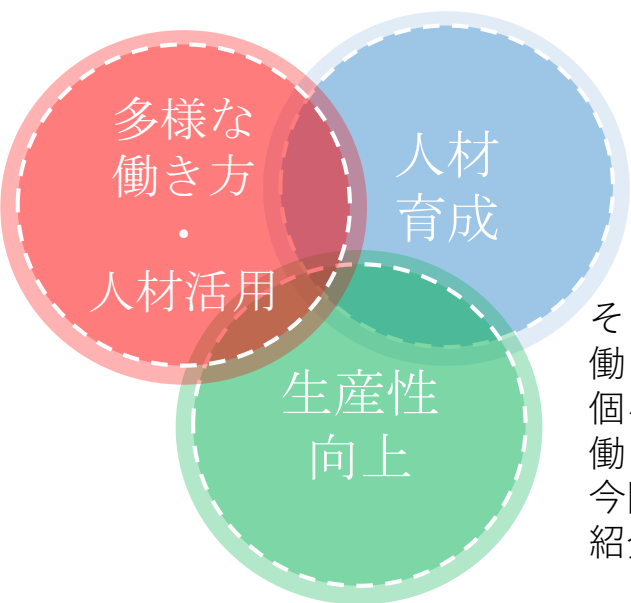 多様な
働き方
・
人材活用
人材
育成
生産性
向上
そ
働
個
働
今
紹